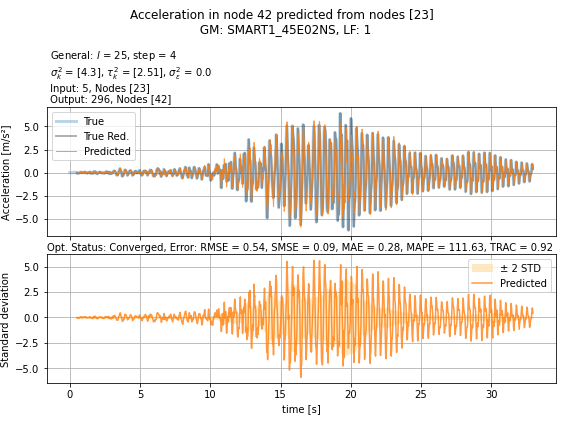 Acceleration in node 42 predicted from nodes [23]
GM: SMART1_45E02NS, LF: 1
General: l = 25, step = 4
σ²ₖ = [4.3], τ²ₖ = [2.51], σ²ₑ = 0.0
Input: 5, Nodes [23]
Output: 296, Nodes [42]
Acceleration [m/s²]
5.0
2.5
0.0
−2.5
−5.0
True
True Red.
Predicted
Opt. Status: Converged, Error: RMSE = 0.54, SMSE = 0.09, MAE = 0.28, MAPE = 111.63, TRAC = 0.92
Standard deviation
5.0
2.5
0.0
−2.5
−5.0
± 2 STD
Predicted
0 5 10 15 20 25 30
time [s]